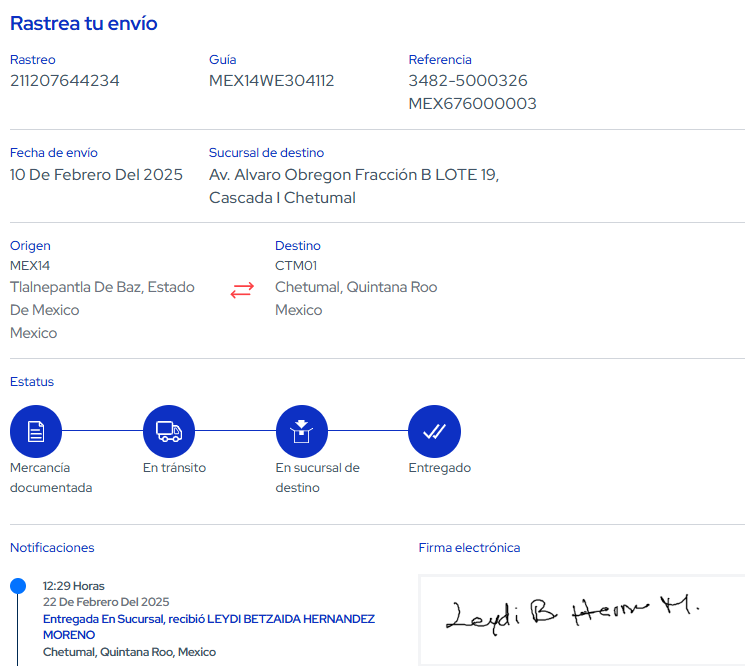 Rastrea tu envío
Rastreo
211207644234
Guía
MEX14WE304112
Referencia
3482-5000326
MEX676000003
Fecha de envío
10 De Febrero Del 2025
Sucursal de destino
Av. Alvaro Obregon Fracción B LOTE 19,
Cascada I Chetumal
Origen
MEX14
Tlalnepantla De Baz, Estado
De Mexico
Mexico
Destino
CTM01
Chetumal, Quintana Roo
Mexico
Estatus
Mercancía
documentada
En tránsito
En sucursal de
destino
Entregado
Notificaciones
12:29 Horas
22 De Febrero Del 2025
Entregada En Sucursal, recibió LEYDI BETZAIDA HERNANDEZ
MORENO
Chetumal, Quintana Roo, Mexico
Firma electrónica
Leydi B Hern M.